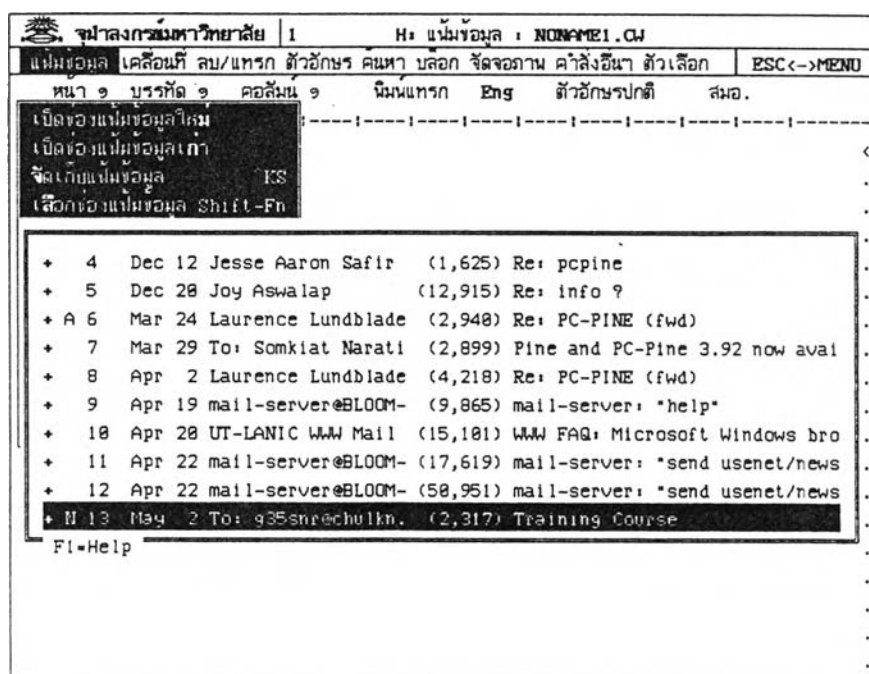 จุฬาลงกรณ์มหาวิทยาลัย 1 H: แฟ้มข้อมูล : NONAME1.CW
แฟ้มข้อมูล เคลื่อนที่ ลบ/แทรก ตัวอักษร ค้นหา บล็อก จัดจอภาพ คำสั่งอื่นๆ ตัวเลือก ESC<->MENU
หน้า ๑ บรรทัด ๑ คอลัมน์ ๑ พิมพ์แทรก Eng ตัวอักษรปกติ สมอ.
เปิดช่องแฟ้มข้อมูลใหม่
เปิดช่องแฟ้มข้อมูลเก่า
จัดเก็บแฟ้มข้อมูล KS
เลือกช่องแฟ้มข้อมูล Shift-Fn
+ 4 Dec 12 Jesse Aaron Safir (1,625) Re: pcpine
+ 5 Dec 20 Joy Aswalap (12,915) Re: info ?
+ A 6 Mar 24 Laurence Lundblade (2,940) Re: PC-PINE (fwd)
+ 7 Mar 29 To: Somkiat Narati (2,899) Pine and PC-Pine 3.92 now avai
+ 8 Apr 2 Laurence Lundblade (4,218) Re: PC-PINE (fwd)
+ 9 Apr 19 mail-server@BLOOM- (9,865) mail-server: "help"
+ 10 Apr 20 UT-LANIC WWW Mail (15,101) WWW FAQ: Microsoft Windows bro
+ 11 Apr 22 mail-server@BLOOM- (17,619) mail-server: "send usenet/news
+ 12 Apr 22 mail-server@BLOOM- (50,951) mail-server: "send usenet/news
+ N 13 May 2 To: g35snr@chulkn. (2,317) Training Course
F1=Help